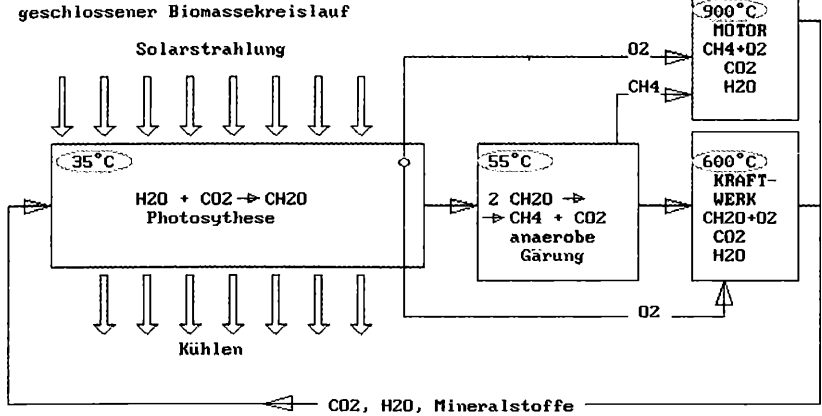 geschlossener Biomassekreislauf
Solarstrahlung
O2
CH4
900°C
MOTOR
CH4+O2
CO2
H2O
35°C
H2O + CO2 → CH2O
Photosythese
55°C
2 CH2O →
→ CH4 + CO2
anaerobe
Gärung
600°C
KRAFT-
WERK
CH2O+O2
CO2
H2O
O2
Kühlen
CO2, H2O, Mineralstoffe